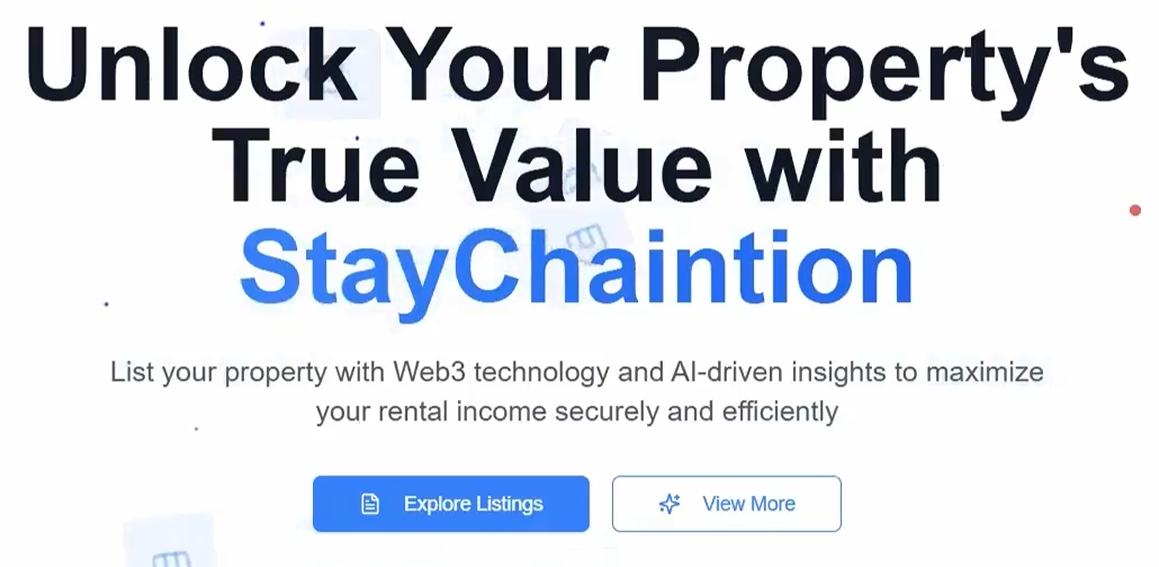 Unlock Your Property's
True Value with
StayChaintion
List your property with Web3 technology and AI-driven insights to maximize
your rental income securely and efficiently
Explore Listings
View More